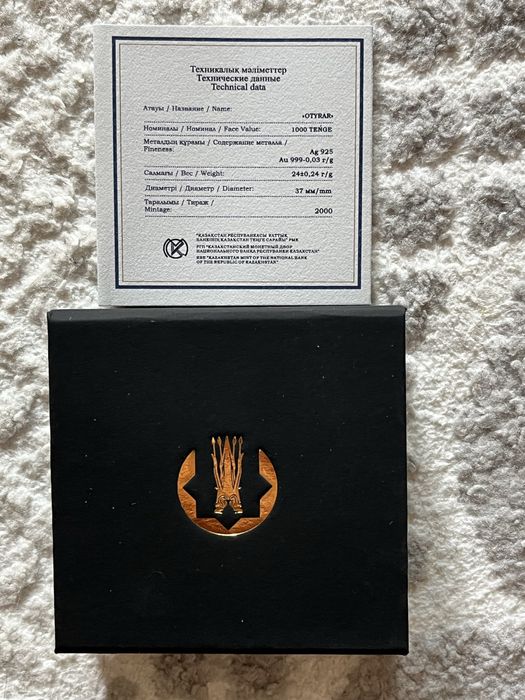 Техникалық мәліметтер
Технические данные
Technical data
Атауы / Название / Name:
«OTYRAR»
Номиналы / Номинал / Face Value: 1000 TEŃGE
Металдың құрамы / Содержание металла /
Fineness: Ag 925
Au 999-0,03 г/g
Салмағы / Вес / Weight: 24±0,24 г/g
Диаметрі / Диаметр / Diameter: 37 мм/mm
Таралымы / Тираж /
Mintage: 2000
"ҚАЗАҚСТАН РЕСПУБЛИКАСЫ ҰЛТТЫҚ
БАНКІНІҢ ҚАЗАҚСТАН ТЕҢГЕ САРАЙЫ" РМК
РГП "КАЗАХСТАНСКИЙ МОНЕТНЫЙ ДВОР
НАЦИОНАЛЬНОГО БАНКА РЕСПУБЛИКИ КАЗАХСТАН"
RSE "KAZAKHSTAN MINT OF THE NATIONAL BANK
OF THE REPUBLIC OF KAZAKHSTAN"